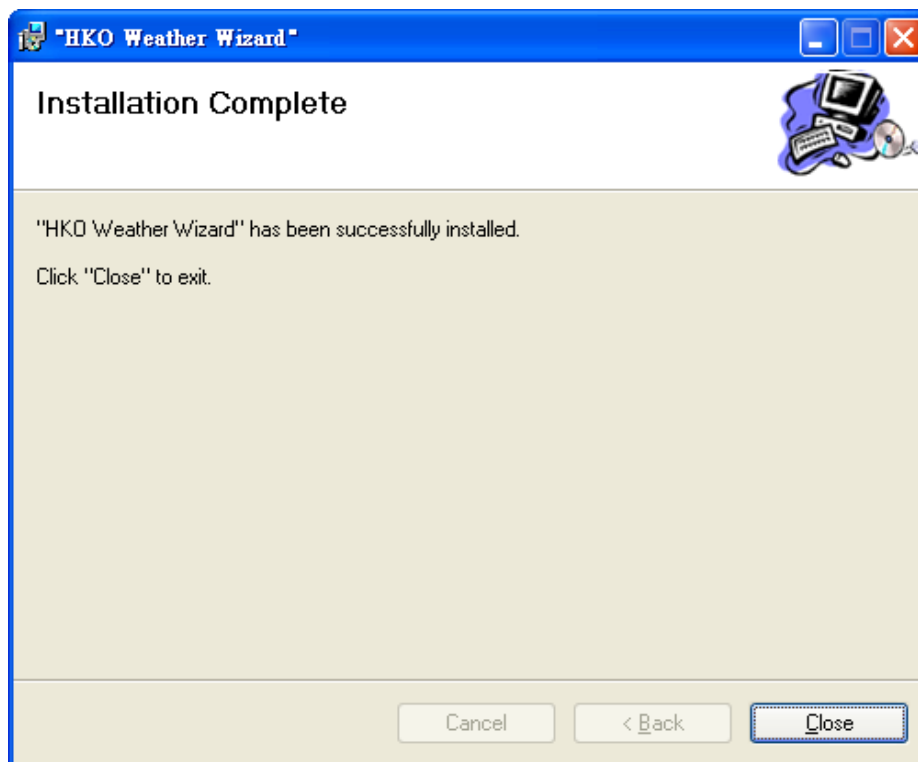 "HKO Weather Wizard"
Installation Complete
"HKO Weather Wizard" has been successfully installed.
Click "Close" to exit.
Cancel
< Back
Close